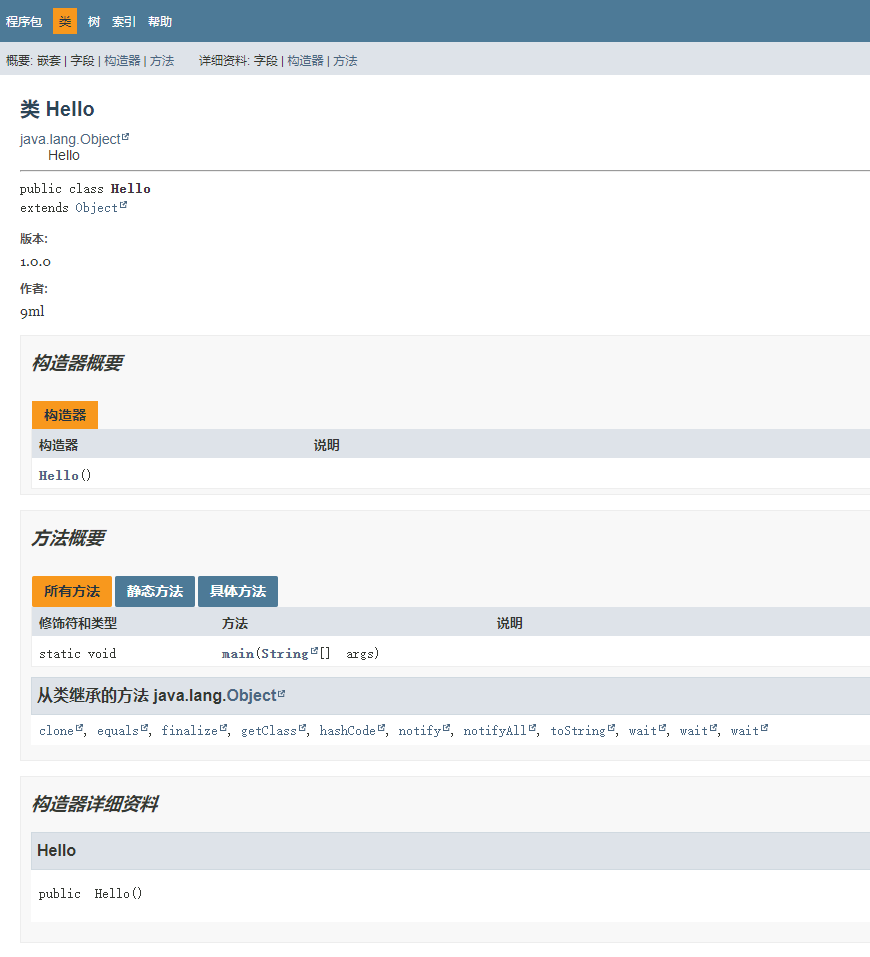 程序包 类 树 索引 帮助
概要: 嵌套 | 字段 | 构造器 | 方法 详细资料: 字段 | 构造器 | 方法
类 Hello
java.lang.Object
Hello
public class Hello
extends Object
版本:
1.0.0
作者:
9ml
构造器概要
构造器
构造器 说明
Hello()
方法概要
所有方法 静态方法 具体方法
修饰符和类型 方法 说明
static void main(String[] args)
从类继承的方法 java.lang.Object
clone, equals, finalize, getClass, hashCode, notify, notifyAll, toString, wait, wait, wait
构造器详细资料
Hello
public Hello()